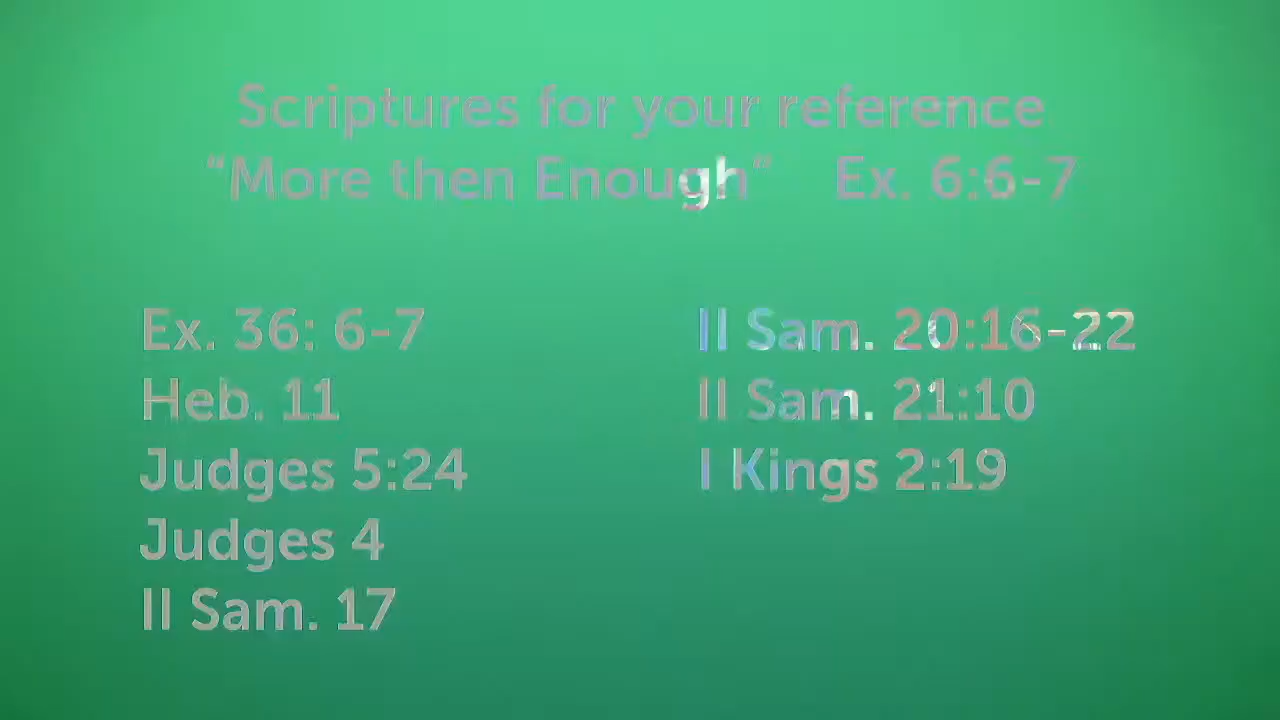 Scriptures for your reference
“More then Enough” Ex. 6:6-7
Ex. 36: 6-7
Heb. 11
Judges 5:24
Judges 4
II Sam. 17
II Sam. 20:16-22
II Sam. 21:10
I Kings 2:19